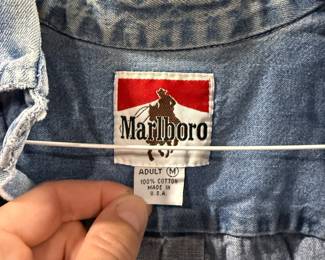 Marlboro
ADULT M
100% COTTON
MADE IN
U.S.A.